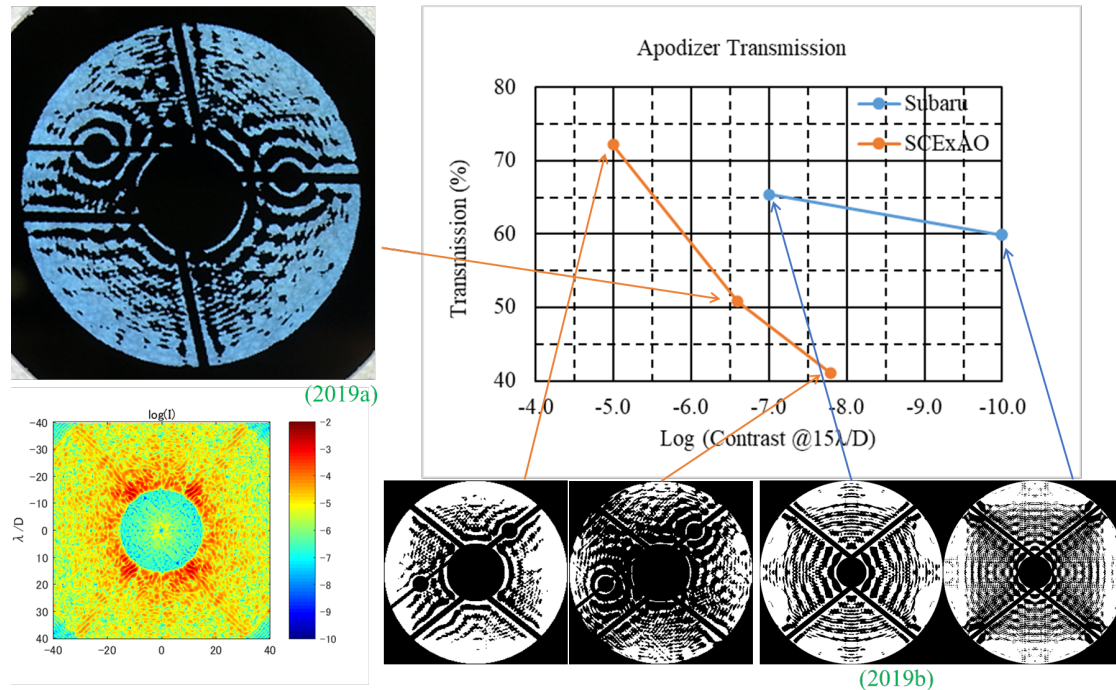 Apodizer Transmission
80
70
60
50
40
Transmission (%)
Subaru
SCExAO
-4.0 -5.0 -6.0 -7.0 -8.0 -9.0 -10.0
Log (Contrast @15λ/D)
(2019a)
log(I)
-40
-30
-20
-10
0
10
20
30
40
λ/D
-40 -20 0 20 40
-2
-3
-4
-5
-6
-7
-8
-9
-10
(2019b)